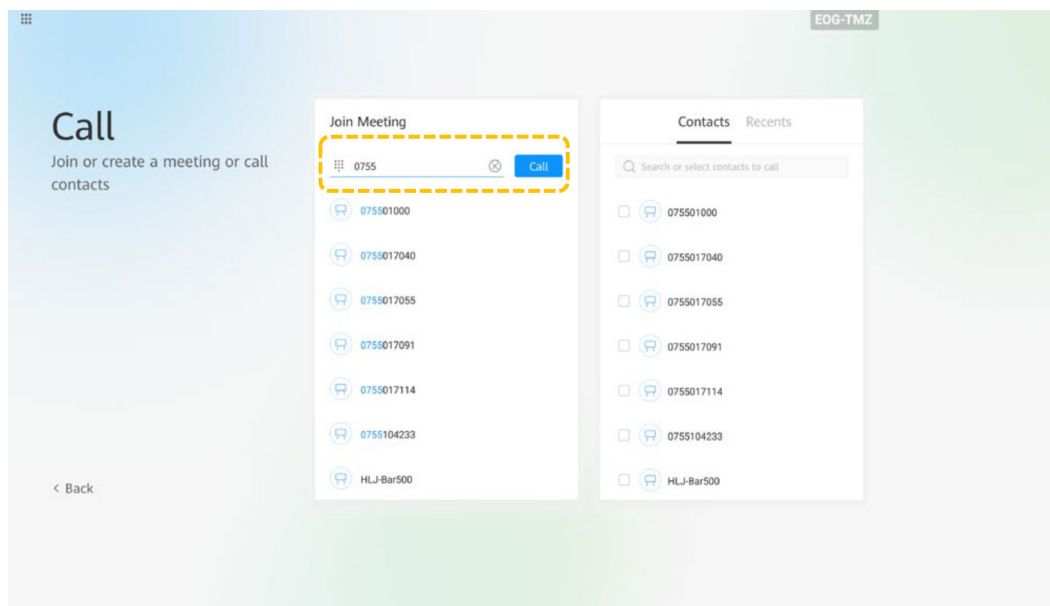 EOG-TMZ
Call
Join or create a meeting or call
contacts
< Back
Join Meeting
0755
Call
075501000
0755017040
0755017055
0755017091
0755017114
0755104233
HLJ-Bar500
Contacts Recents
Search or select contacts to call
075501000
0755017040
0755017055
0755017091
0755017114
0755104233
HLJ-Bar500